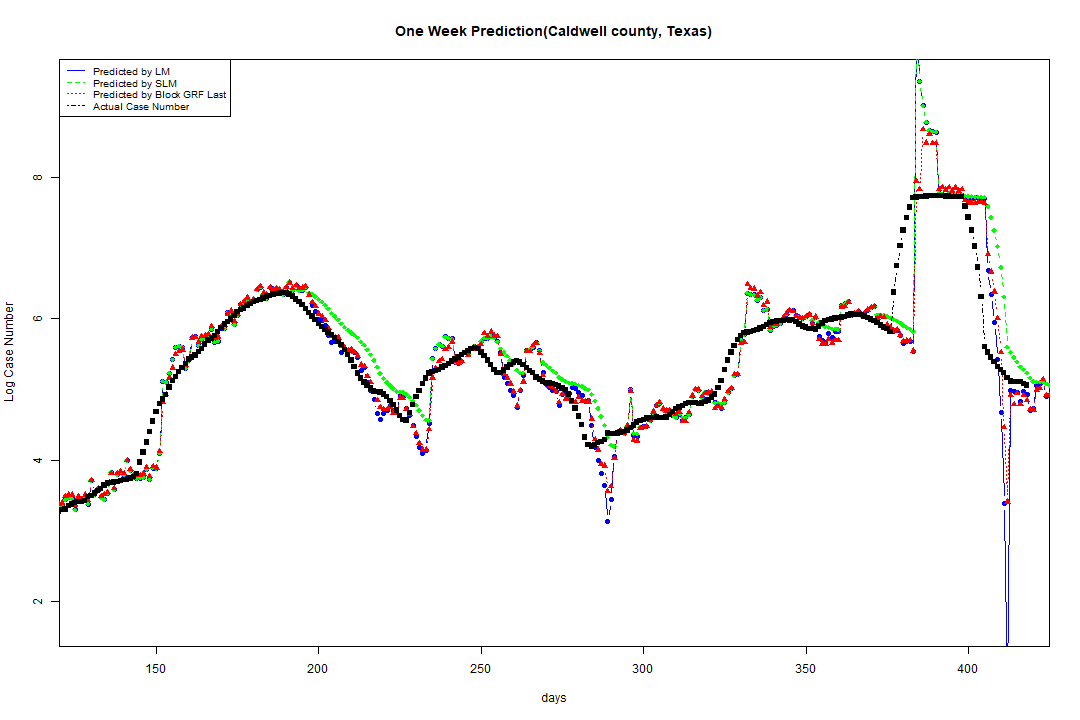 One Week Prediction(Caldwell county, Texas)
Predicted by LM
Predicted by SLM
Predicted by Block GRF Last
Actual Case Number
Log Case Number
8
6
4
2
150 200 250 300 350 400
days